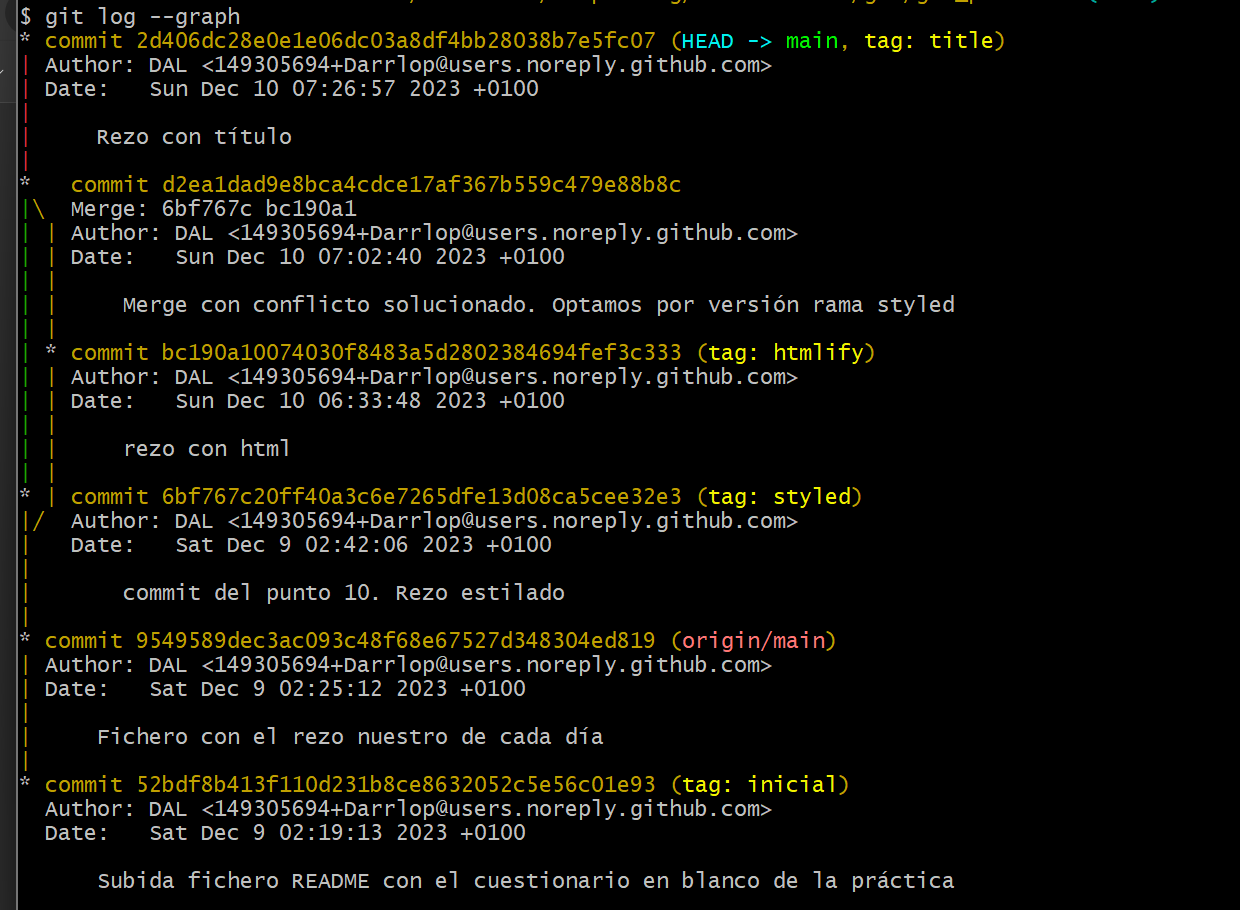 $ git log --graph
* commit 2d406dc28e0e1e06dc03a8df4bb28038b7e5fc07 (HEAD -> main, tag: title)
| Author: DAL <149305694+Darrlop@users.noreply.github.com>
| Date:   Sun Dec 10 07:26:57 2023 +0100
|
|     Rezo con título
|
*   commit d2ea1dad9e8bca4cdce17af367b559c479e88b8c
|\  Merge: 6bf767c bc190a1
| | Author: DAL <149305694+Darrlop@users.noreply.github.com>
| | Date:   Sun Dec 10 07:02:40 2023 +0100
| |
| |     Merge con conflicto solucionado. Optamos por versión rama styled
| |
| * commit bc190a10074030f8483a5d2802384694fef3c333 (tag: htmlify)
| | Author: DAL <149305694+Darrlop@users.noreply.github.com>
| | Date:   Sun Dec 10 06:33:48 2023 +0100
| |
| |     rezo con html
| |
* | commit 6bf767c20ff40a3c6e7265dfe13d08ca5cee32e3 (tag: styled)
|/  Author: DAL <149305694+Darrlop@users.noreply.github.com>
|   Date:   Sat Dec 9 02:42:06 2023 +0100
|
|       commit del punto 10. Rezo estilado
|
* commit 9549589dec3ac093c48f68e67527d348304ed819 (origin/main)
| Author: DAL <149305694+Darrlop@users.noreply.github.com>
| Date:   Sat Dec 9 02:25:12 2023 +0100
|
|     Fichero con el rezo nuestro de cada día
|
* commit 52bdf8b413f110d231b8ce8632052c5e56c01e93 (tag: inicial)
  Author: DAL <149305694+Darrlop@users.noreply.github.com>
  Date:   Sat Dec 9 02:19:13 2023 +0100

      Subida fichero README con el cuestionario en blanco de la práctica